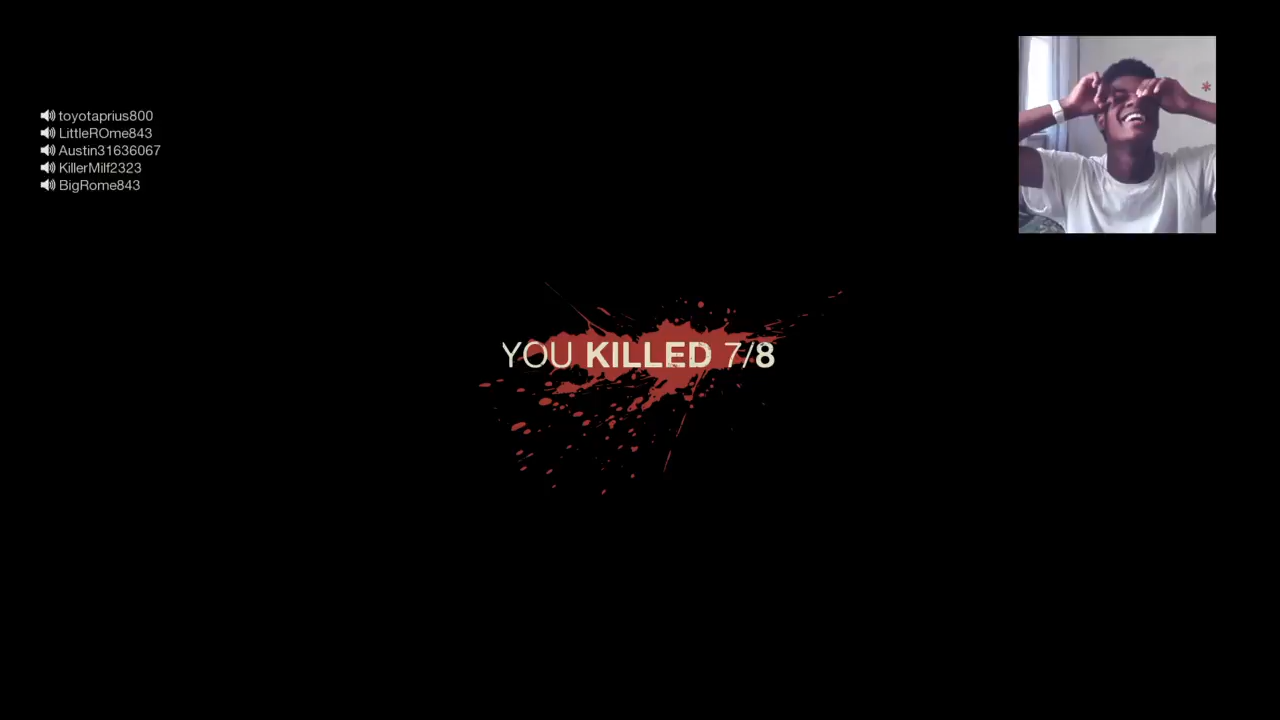 toyotaprius800
LittleROme843
Austin31636067
KillerMilf2323
BigRome843
YOU KILLED 7/8